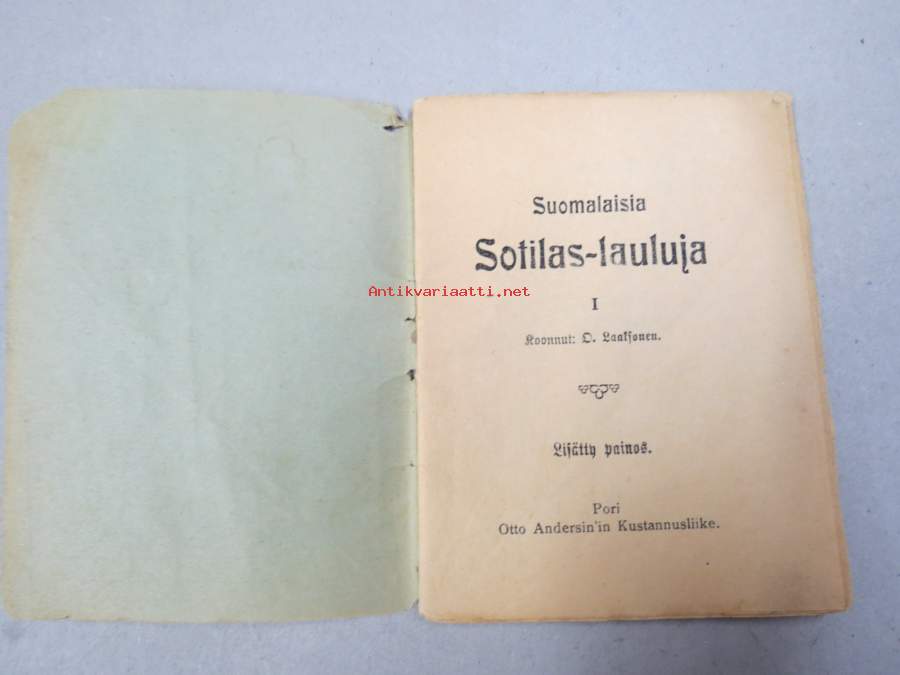 Suomalaisia
Sotilas-lauluja
Antikvariaatti.net
I
Koonnut: O. Laaksonen.
Lisätty painos.
Pori
Otto Andersin'in Kustannusliike.